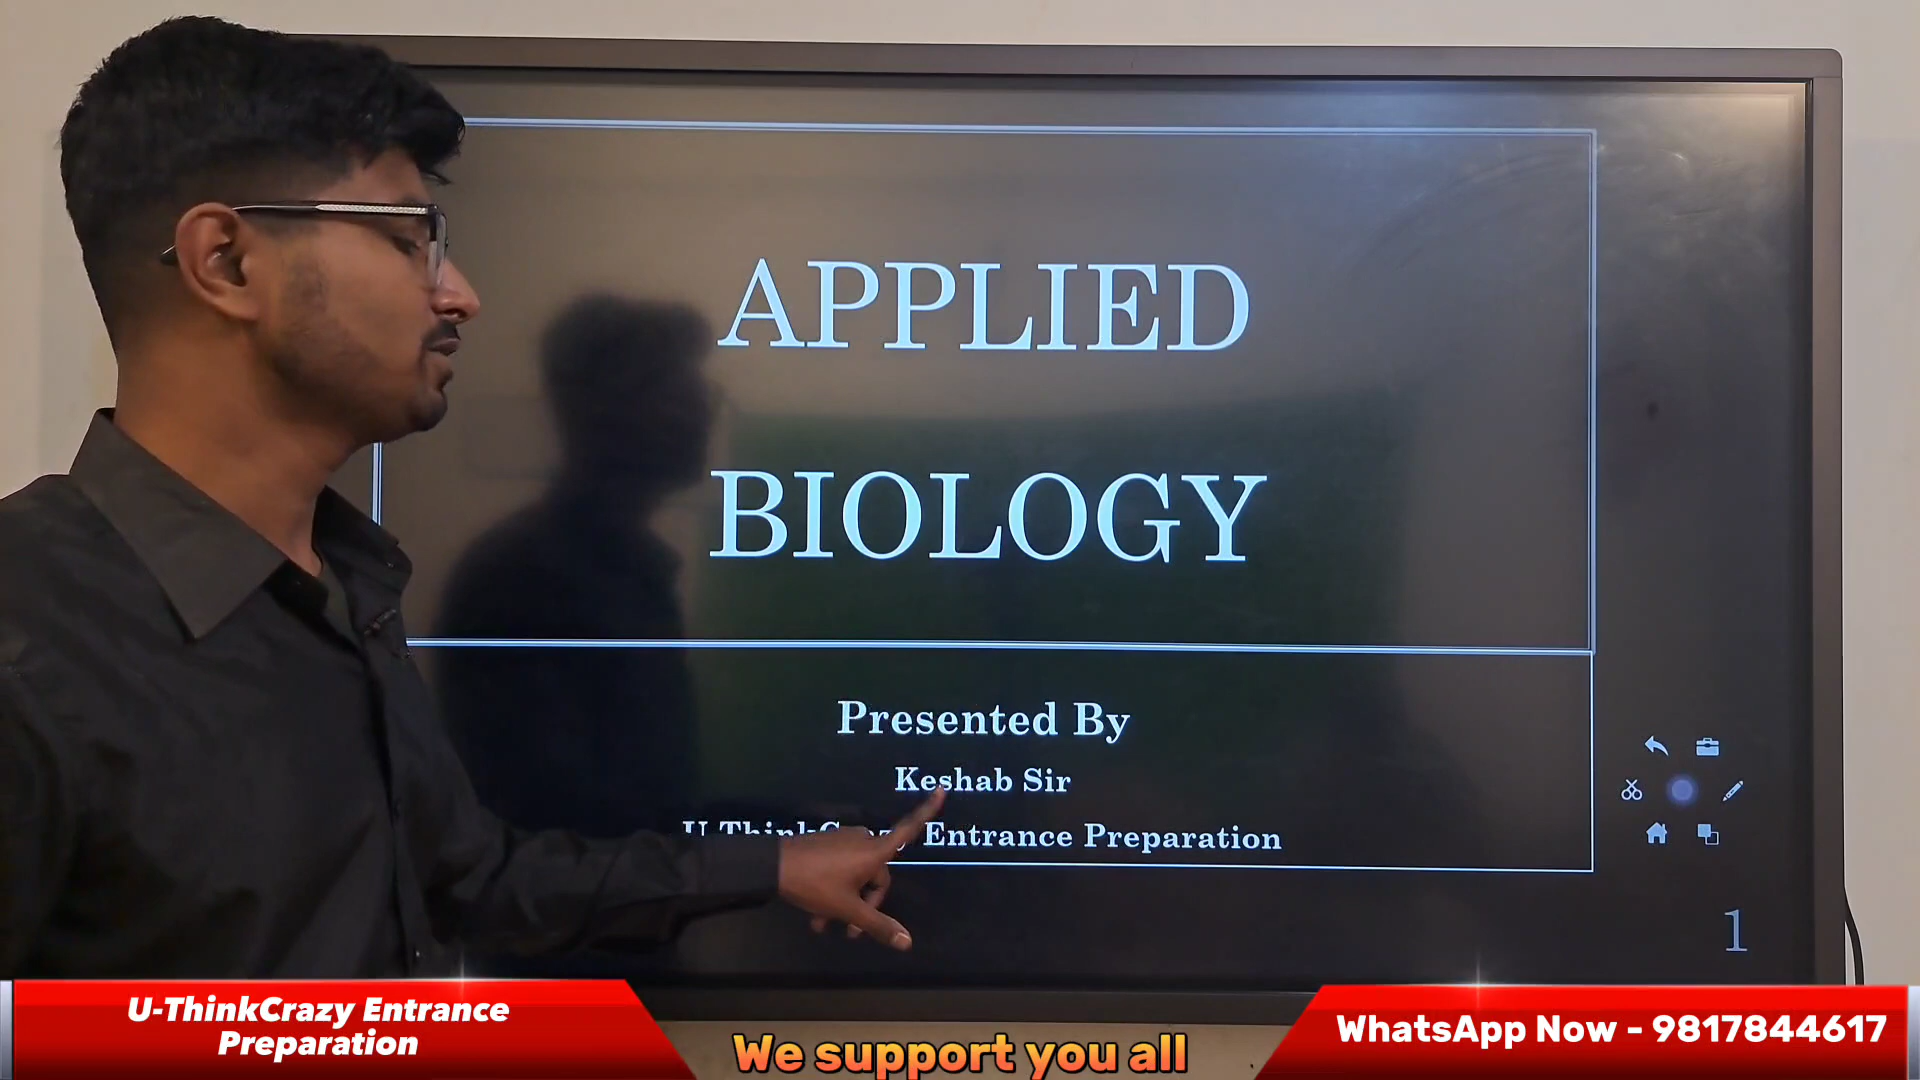 APPLIED
BIOLOGY
Presented By
Keshab Sir
U-ThinkCrazy Entrance Preparation
1
U-ThinkCrazy Entrance
Preparation
We support you all
WhatsApp Now - 9817844617